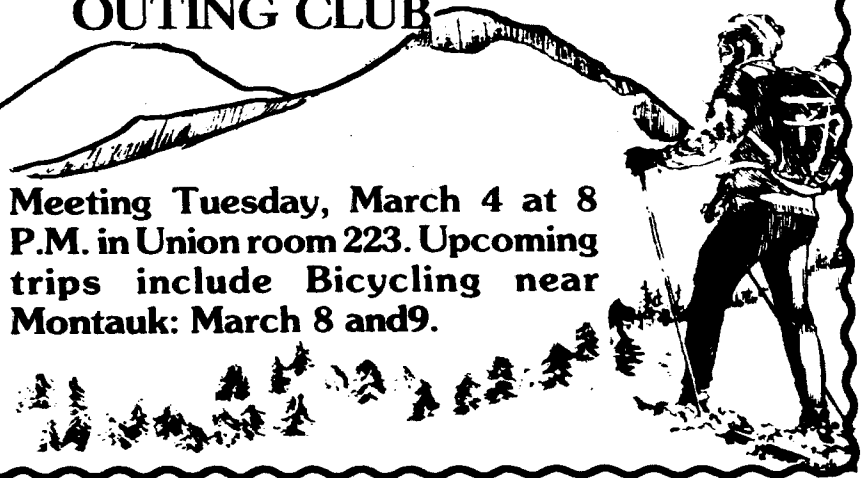 OUTING CLUB
Meeting Tuesday, March 4 at 8
P.M. in Union room 223. Upcoming
trips include Bicycling near
Montauk: March 8 and9.